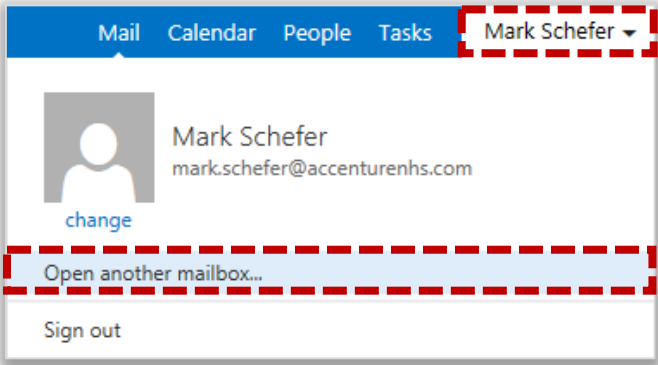 Mail Calendar People Tasks Mark Schefer
Mark Schefer
mark.schefer@accenturenhs.com
change
Open another mailbox...
Sign out